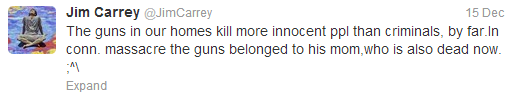 Jim Carrey @JimCarrey 15 Dec
The guns in our homes kill more innocent ppl than criminals, by far.In
conn. massacre the guns belonged to his mom,who is also dead now.
;^\
Expand